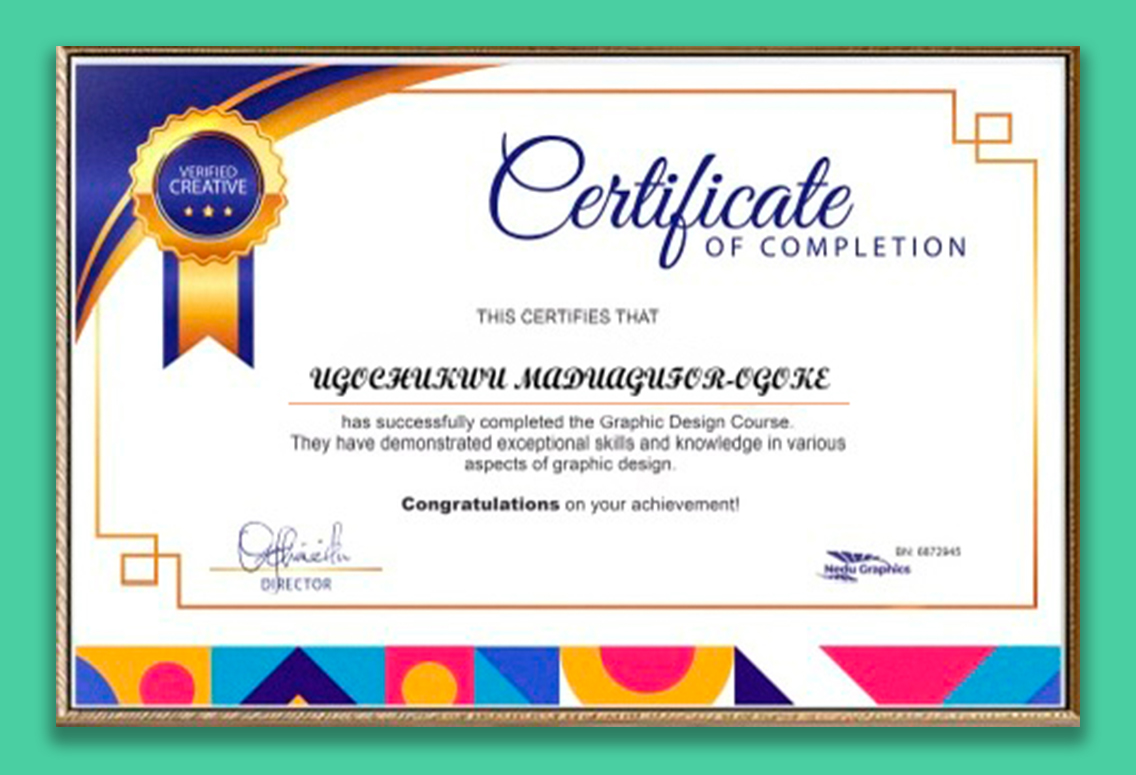 VERIFIED
CREATIVE
Certificate
OF COMPLETION
THIS CERTIFIES THAT
UGOCHUKWU MADUAGUFOR-OGOKE
has successfully completed the Graphic Design Course.
They have demonstrated exceptional skills and knowledge in various
aspects of graphic design.
Congratulations on your achievement!
DIRECTOR
BN: 6872945
Nedu Graphics